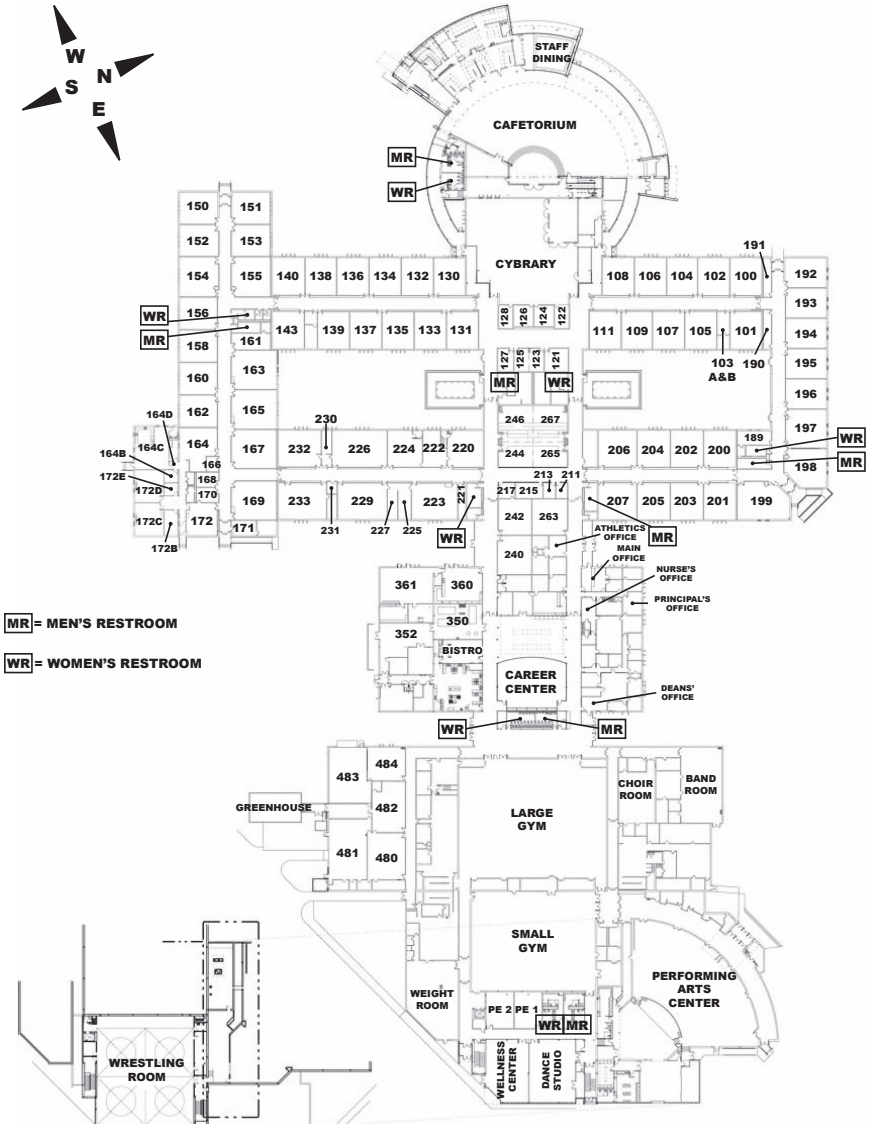 W
N
S
E
STAFF
DINING
CAFETORIUM
MR
WR
CYBRARY
150
151
152
153
154
155
140
138
136
134
132
130
108
106
104
102
100
191
192
193
194
195
196
197
198
156
WR
MR
158
161
143
139
137
135
133
131
128
126
124
122
111
109
107
105
101
103
A&B
190
160
163
162
165
127
125
123
121
MR
WR
164D
164C
164
164B
172E
172D
172C
172B
166
168
170
172
171
167
169
230
232
226
224
222
220
246
267
244
265
206
204
202
200
189
WR
MR
233
231
229
227
225
223
221
WR
217
215
213
211
207
205
203
201
199
MR
242
263
240
ATHLETICS
OFFICE
MAIN
OFFICE
NURSE'S
OFFICE
PRINCIPAL'S
OFFICE
361
360
350
352
BISTRO
MR = MEN'S RESTROOM
WR = WOMEN'S RESTROOM
CAREER
CENTER
DEANS'
OFFICE
WR
MR
483
484
482
GREENHOUSE
481
480
LARGE
GYM
CHOIR
ROOM
BAND
ROOM
SMALL
GYM
WEIGHT
ROOM
PE 2
PE 1
WR
MR
PERFORMING
ARTS
CENTER
WELLNESS
CENTER
DANCE
STUDIO
WRESTLING
ROOM